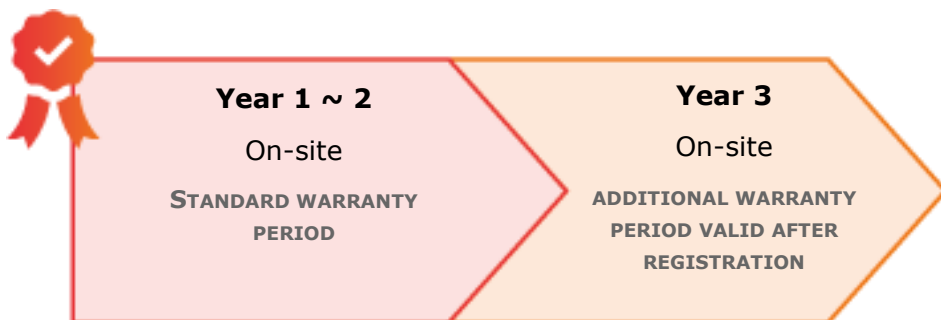 Year 1 ~ 2
On-site
STANDARD WARRANTY
PERIOD
Year 3
On-site
ADDITIONAL WARRANTY
PERIOD VALID AFTER
REGISTRATION